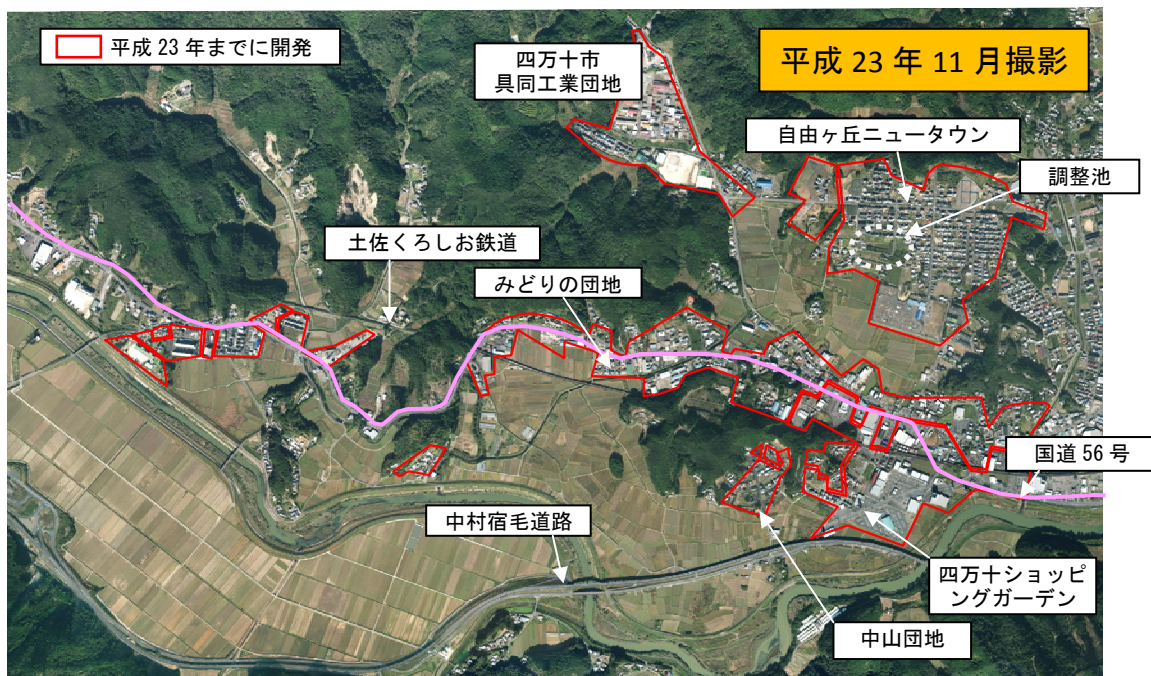 平成 23 年までに開発
四万十市
具同工業団地
平成 23 年 11 月撮影
自由ヶ丘ニュータウン
調整池
土佐くろしお鉄道
みどりの団地
国道 56 号
中村宿毛道路
四万十ショッピ
ングガーデン
中山団地